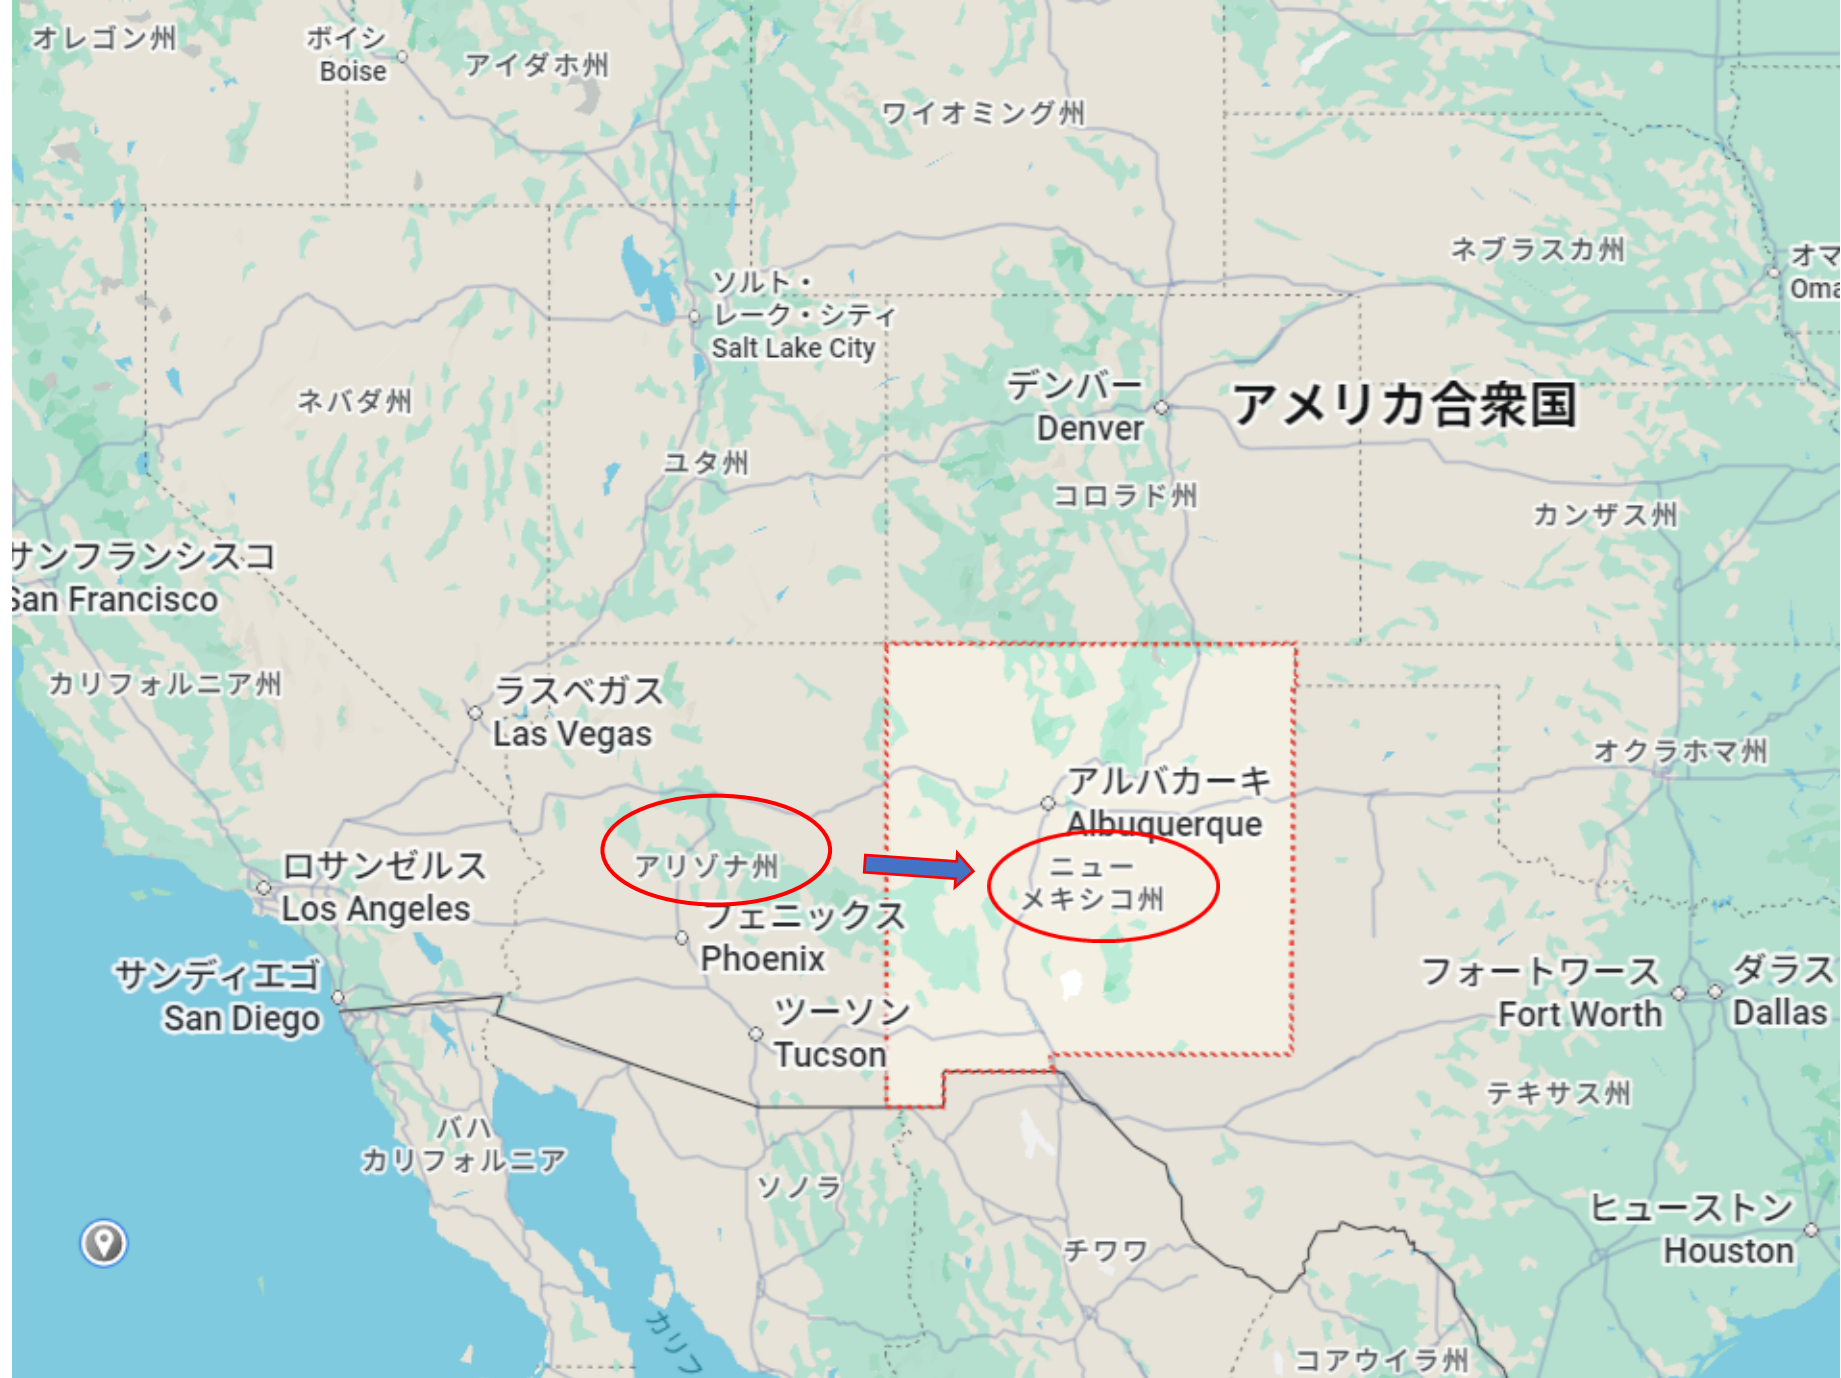 オレゴン州
ボイシ
Boise
アイダホ州
ワイオミング州
ネブラスカ州
オマ
Oma
ソルト・
レーク・シティ
Salt Lake City
デンバー
Denver
アメリカ合衆国
ネバダ州
ユタ州
コロラド州
カンザス州
サンフランシスコ
San Francisco
カリフォルニア州
ラスベガス
Las Vegas
オクラホマ州
アルバカーキ
Albuquerque
アリゾナ州
ニュー
メキシコ州
ロサンゼルス
Los Angeles
フェニックス
Phoenix
サンディエゴ
San Diego
ツーソン
Tucson
フォートワース
Fort Worth
ダラス
Dallas
テキサス州
バハ
カリフォルニア
ソノラ
チワワ
ヒューストン
Houston
カリフ
コアウイラ州